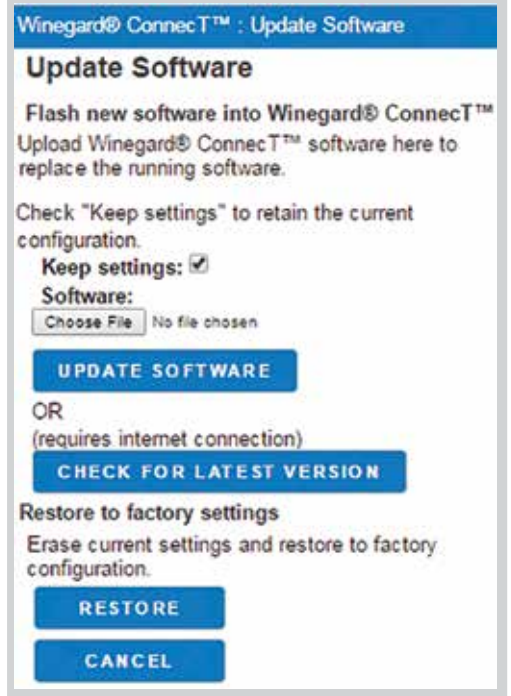 Winegard® ConnecT™ : Update Software
Update Software
Flash new software into Winegard® ConnecT™
Upload Winegard® ConnecT™ software here to
replace the running software.
Check "Keep settings" to retain the current
configuration.
Keep settings:
Software:
Choose File No file chosen
UPDATE SOFTWARE
OR
(requires internet connection)
CHECK FOR LATEST VERSION
Restore to factory settings
Erase current settings and restore to factory
configuration.
RESTORE
CANCEL